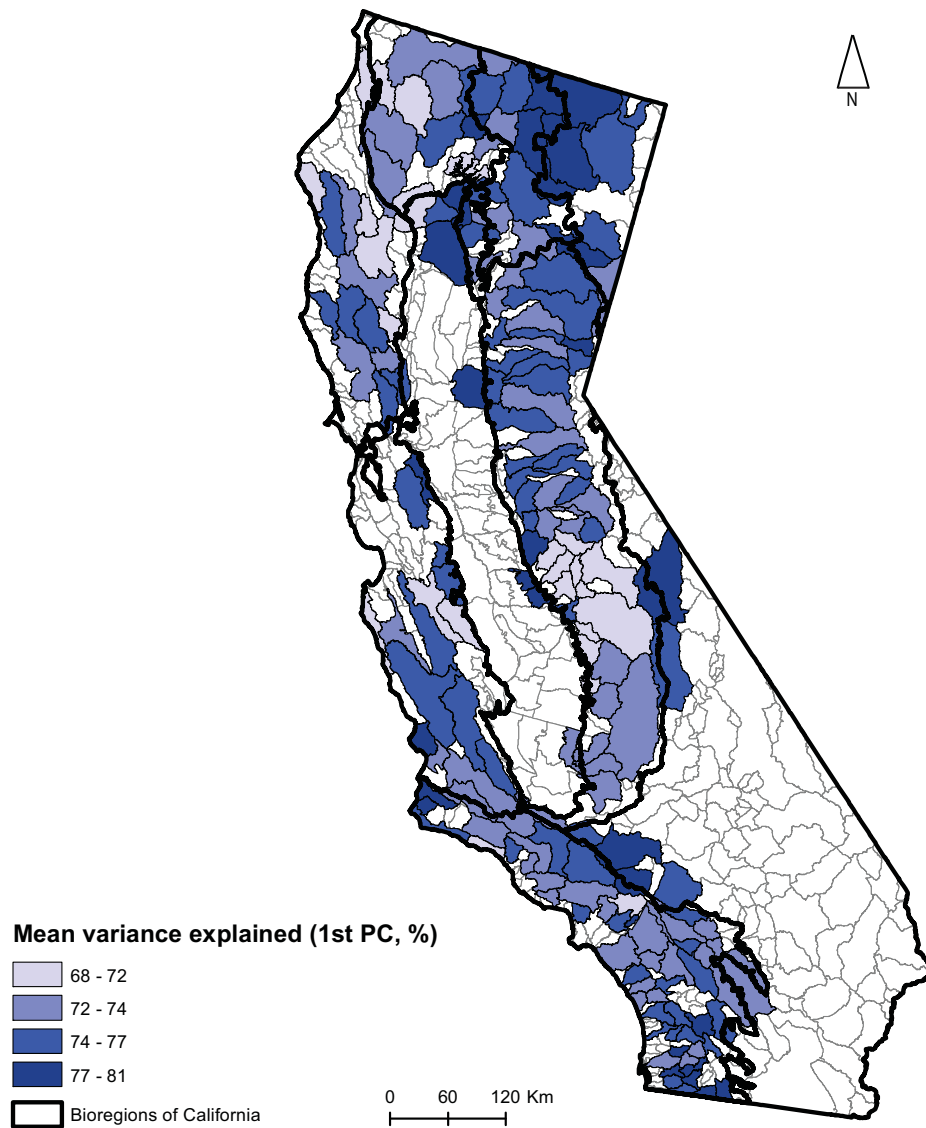 N
Mean variance explained (1st PC, %)
68 - 72
72 - 74
74 - 77
77 - 81
Bioregions of California
0 60 120 Km